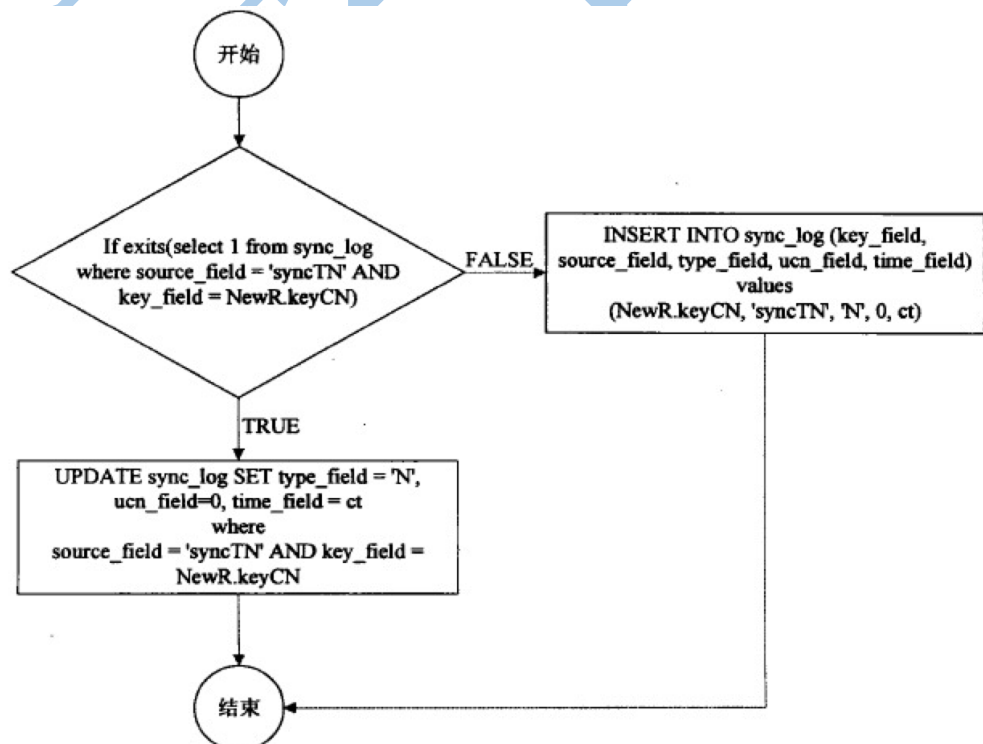 开始
If exits(select 1 from sync_log
where source_field = 'syncTN' AND
key_field = NewR.keyCN)
FALSE
INSERT INTO sync_log (key_field,
source_field, type_field, ucn_field, time_field)
values
(NewR.keyCN, 'syncTN', 'N', 0, ct)
TRUE
UPDATE sync_log SET type_field = 'N',
ucn_field=0, time_field = ct
where
source_field = 'syncTN' AND key_field =
NewR.keyCN
结束